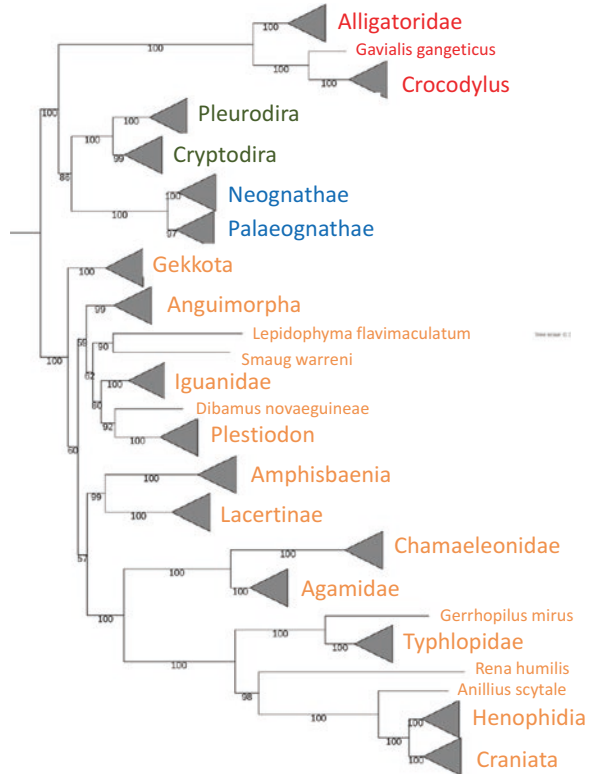 Alligatoridae
100
Gavialis gangeticus
100
100
100
Crocodylus
100
Pleurodira
100
100
99
Cryptodira
86
100
Neognathae
100
97
Palaeognathae
100
Gekkota
99
Anguimorpha
Lepidophyma flavimaculatum
90
Smaug warreni
100
62
100
Iguanidae
Dibamus novaeguineae
92
Plestiodon
100
60
100
Amphisbaenia
99
100
Lacertinae
Chamaeleonidae
100
57
100
Agamidae
100
100
Gerrhopilus mirus
100
Typhlopidae
100
100
Rena humilis
98
Anillius scytale
100
Henophidia
100
100
100
Craniata